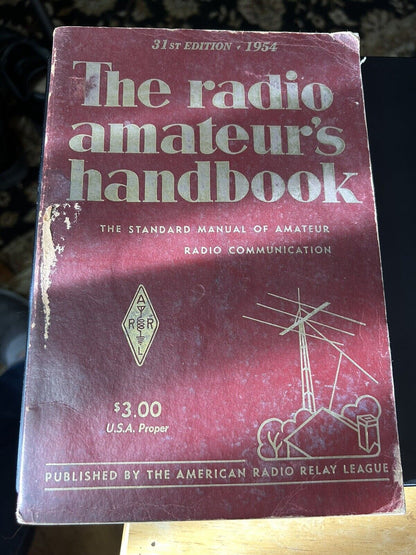 31ST EDITION · 1954
The radio
amateur's
handbook
THE STANDARD MANUAL OF AMATEUR
RADIO COMMUNICATION
A
R R
L
$3.00
U.S.A. Proper
PUBLISHED BY THE AMERICAN RADIO RELAY LEAGUE